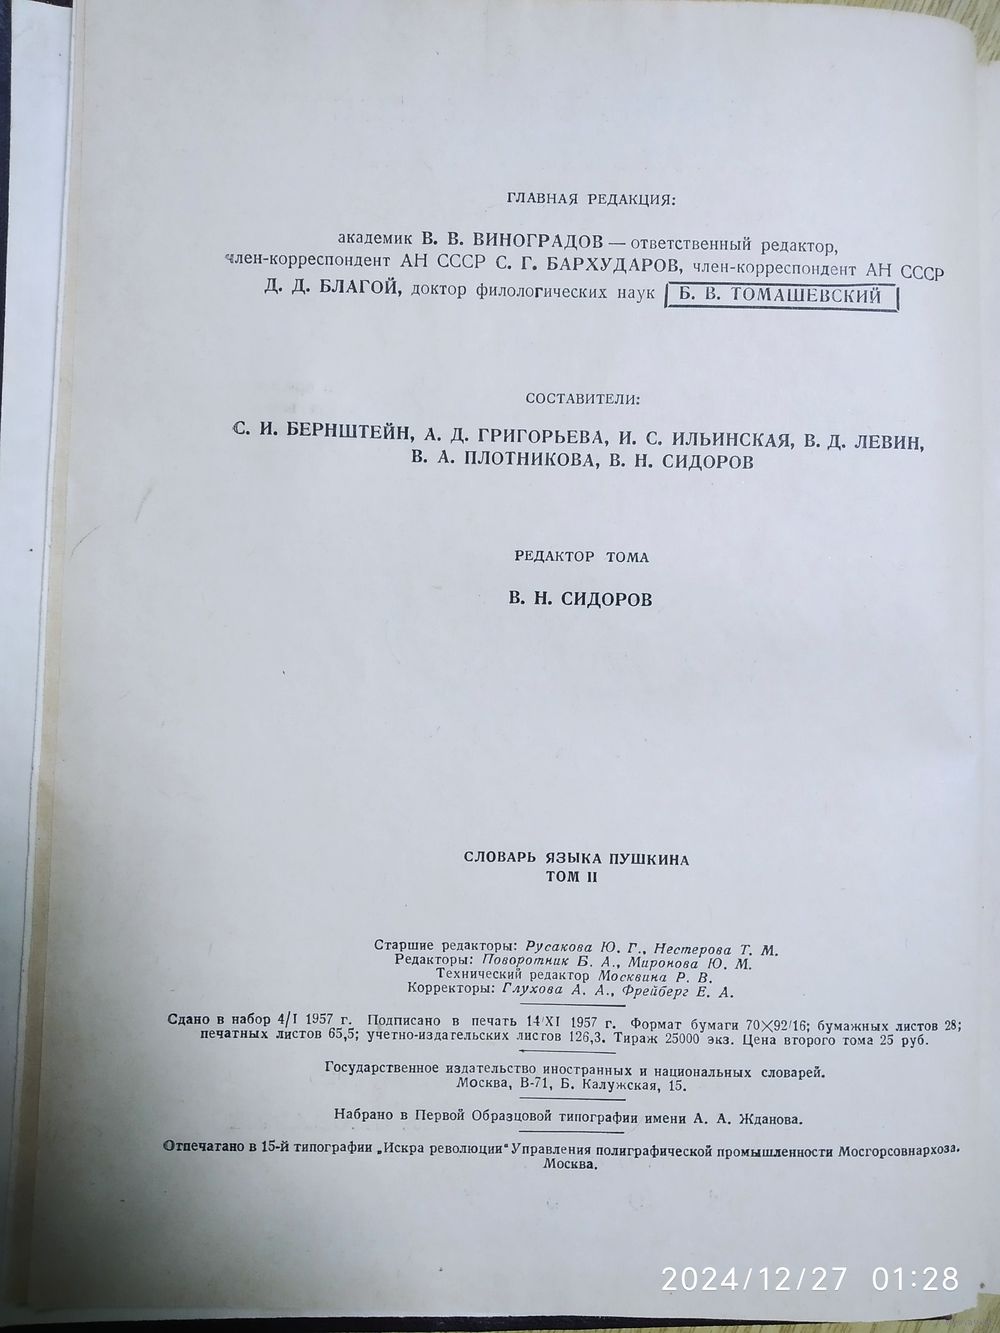 ГЛАВНАЯ РЕДАКЦИЯ:
академик В. В. ВИНОГРАДОВ — ответственный редактор,
член-корреспондент АН СССР С. Г. БАРХУДАРОВ, член-корреспондент АН СССР
Д. Д. БЛАГОЙ, доктор филологических наук Б. В. ТОМАШЕВСКИЙ
СОСТАВИТЕЛИ:
С. И. БЕРНШТЕЙН, А. Д. ГРИГОРЬЕВА, И. С. ИЛЬИНСКАЯ, В. Д. ЛЕВИН,
В. А. ПЛОТНИКОВА, В. Н. СИДОРОВ
РЕДАКТОР ТОМА
В. Н. СИДОРОВ
СЛОВАРЬ ЯЗЫКА ПУШКИНА
ТОМ II
Старшие редакторы: Русакова Ю. Г., Нестерова Т. М.
Редакторы: Поворотник Б. А., Миронова Ю. М.
Технический редактор Москвина Р. В.
Корректоры: Глухова А. А., Фрейберг Е. А.
Сдано в набор 4/I 1957 г. Подписано в печать 14/XI 1957 г. Формат бумаги 70×92/16; бумажных листов 28;
печатных листов 65,5; учетно-издательских листов 126,3. Тираж 25000 экз. Цена второго тома 25 руб.
Государственное издательство иностранных и национальных словарей.
Москва, В-71, Б. Калужская, 15.
Набрано в Первой Образцовой типографии имени А. А. Жданова.
Отпечатано в 15-й типографии „Искра революции“ Управления полиграфической промышленности Мосгорсовнархоза.
Москва.
2024/12/27 01:28